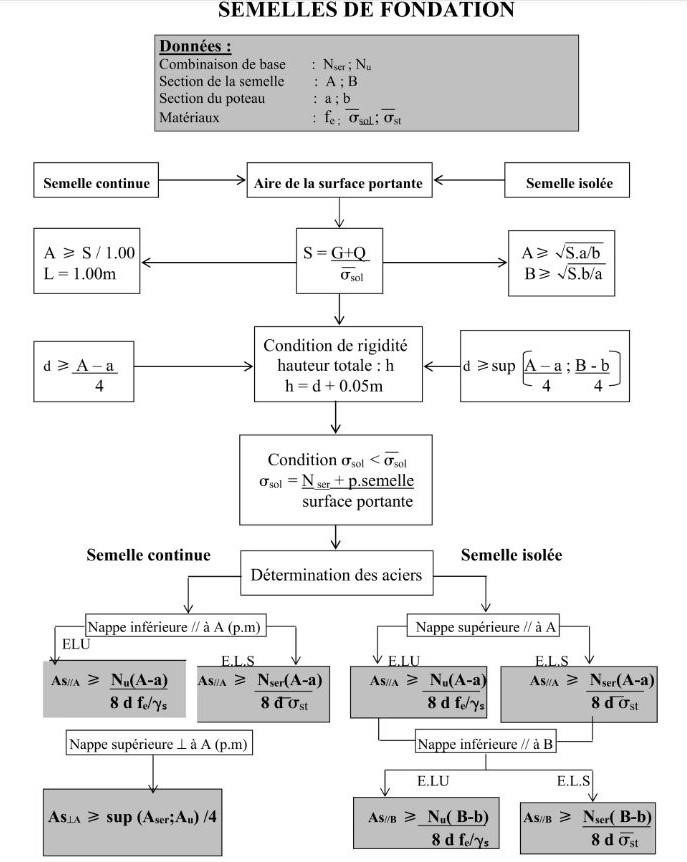 SEMELLES DE FONDATION
Données :
Combinaison de base : Nser ; Nu
Section de la semelle : A ; B
Section du poteau : a ; b
Matériaux : fe ; σ̅sol ; σ̅st
Semelle continue
Aire de la surface portante
Semelle isolée
A ⩾ S / 1.00
L = 1.00m
S = G+Q
σ̅sol
A ⩾ √S.a/b
B ⩾ √S.b/a
d ⩾ A – a
4
Condition de rigidité
hauteur totale : h
h = d + 0.05m
d ⩾ sup [A – a ; B - b]
4 4
Condition σsol < σ̅sol
σsol = N ser + p.semelle
surface portante
Semelle continue
Détermination des aciers
Semelle isolée
Nappe inférieure // à A (p.m)
Nappe supérieure // à A
ELU
E.L.S
E.LU
E.L.S
As//A ⩾ Nu(A-a)
8 d fe/γs
As//A ⩾ Nser(A-a)
8 d σ̅st
As//A ⩾ Nu(A-a)
8 d fe/γs
As//A ⩾ Nser(A-a)
8 d σ̅st
Nappe supérieure ⊥ à A (p.m)
Nappe inférieure // à B
E.LU
E.L.S
As⊥A ⩾ sup (Aser;Au) /4
As//B ⩾ Nu( B-b)
8 d fe/γs
As//B ⩾ Nser( B-b)
8 d σ̅st